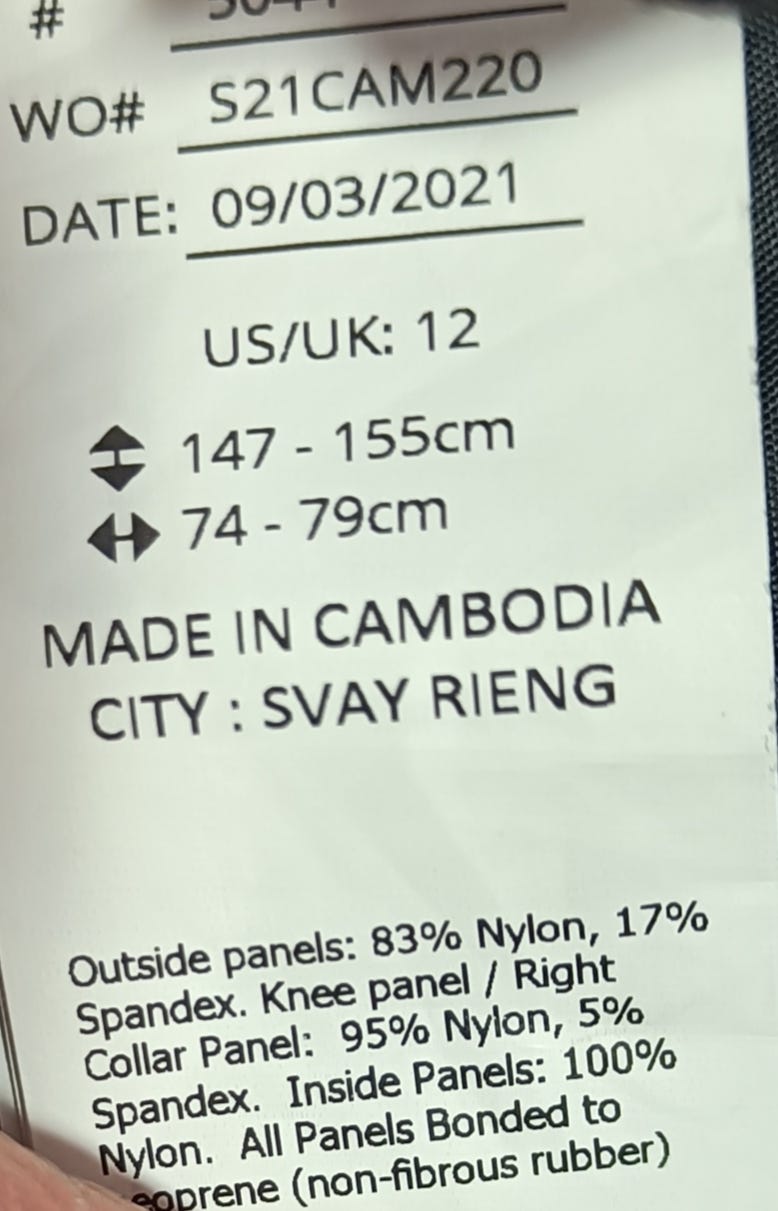 #
WO# S21CAM220
DATE: 09/03/2021
US/UK: 12
147 - 155cm
74 - 79cm
MADE IN CAMBODIA
CITY : SVAY RIENG
Outside panels: 83% Nylon, 17%
Spandex. Knee panel / Right
Collar Panel: 95% Nylon, 5%
Spandex. Inside Panels: 100%
Nylon. All Panels Bonded to
eoprene (non-fibrous rubber)